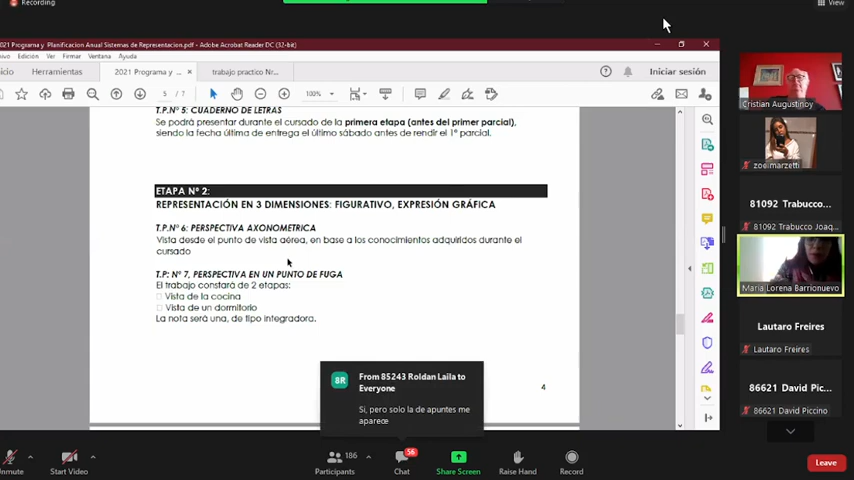 Recording
View
2021 Programa y Planificacion Anual Sistemas de Representacion.pdf - Adobe Acrobat Reader DC (32-bit)
Archivo Edición Ver Firmar Ventana Ayuda
Inicio Herramientas 2021 Programa y ... × trabajo practico Nr... Iniciar sesión
5 / 7 100%
T.P.Nº 5: CUADERNO DE LETRAS
Se podrá presentar durante el cursado de la primera etapa (antes del primer parcial),
siendo la fecha última de entrega el último sábado antes de rendir el 1º parcial.
ETAPA Nº 2:
REPRESENTACIÓN EN 3 DIMENSIONES: FIGURATIVO, EXPRESIÓN GRÁFICA
T.P.Nº 6: PERSPECTIVA AXONOMETRICA
Vista desde el punto de vista aérea, en base a los conocimientos adquiridos durante el
cursado
T.P: Nº 7, PERSPECTIVA EN UN PUNTO DE FUGA
El trabajo constará de 2 etapas:
Vista de la cocina
Vista de un dormitorio
La nota será una, de tipo integradora.
4
8R
From 85243 Roldan Laila to
Everyone
Si, pero solo la de apuntes me
aparece
Cristian Augustinoy
zoelmarzetti
81092 Trabucco...
81092 Trabucco Joaq...
Maria Lorena Barrionuevo
Lautaro Freires
Lautaro Freires
86621 David Pic...
86621 David Piccino
Unmute
Start Video
186
Participants
56
Chat
Share Screen
Raise Hand
Record
Leave